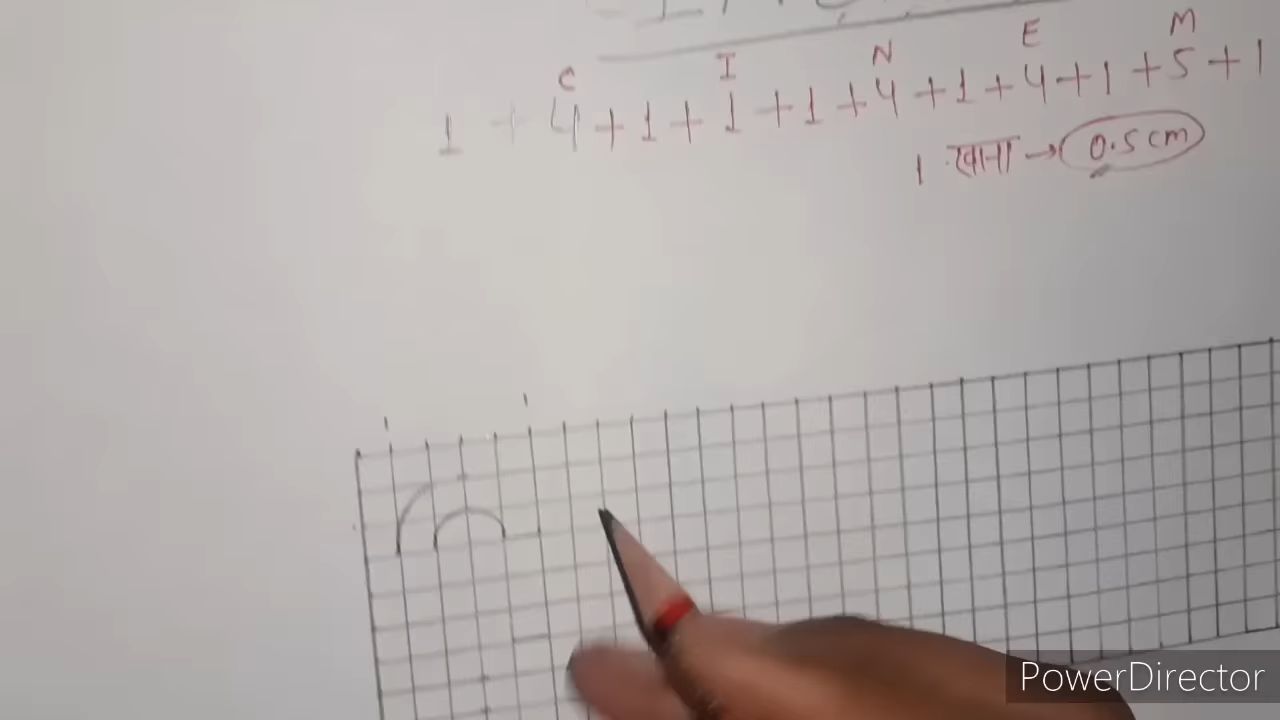 C I N E M
1 + 4 + 1 + 1 + 1 + 4 + 1 + 4 + 1 + 5 + 1
1 खाना → 0.5 cm
PowerDirector